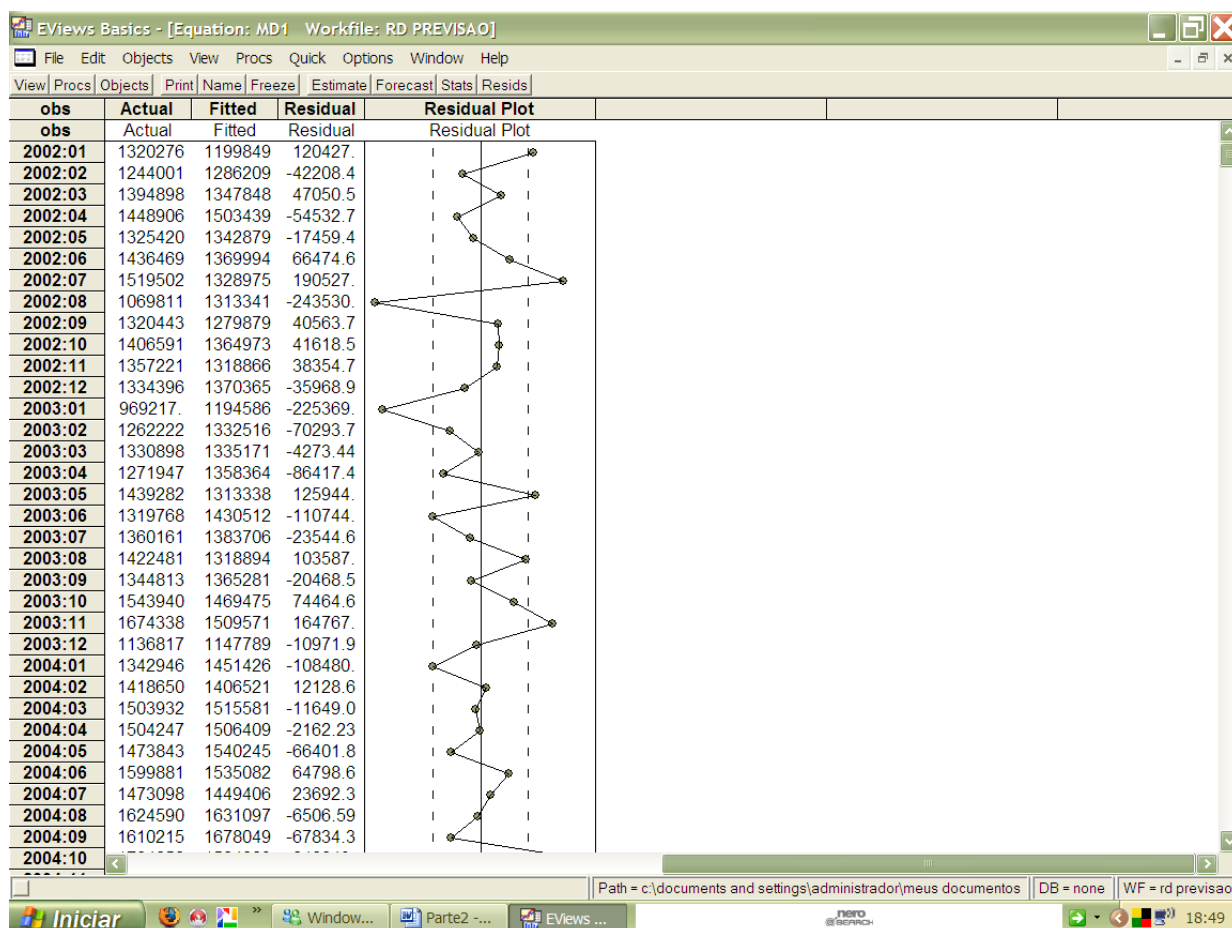 EViews Basics - [Equation: MD1 Workfile: RD PREVISAO]
File Edit Objects View Procs Quick Options Window Help
View Procs Objects Print Name Freeze Estimate Forecast Stats Resids
obs Actual Fitted Residual Residual Plot
obs Actual Fitted Residual Residual Plot
2002:01 1320276 1199849 120427.
2002:02 1244001 1286209 -42208.4
2002:03 1394898 1347848 47050.5
2002:04 1448906 1503439 -54532.7
2002:05 1325420 1342879 -17459.4
2002:06 1436469 1369994 66474.6
2002:07 1519502 1328975 190527.
2002:08 1069811 1313341 -243530.
2002:09 1320443 1279879 40563.7
2002:10 1406591 1364973 41618.5
2002:11 1357221 1318866 38354.7
2002:12 1334396 1370365 -35968.9
2003:01 969217. 1194586 -225369.
2003:02 1262222 1332516 -70293.7
2003:03 1330898 1335171 -4273.44
2003:04 1271947 1358364 -86417.4
2003:05 1439282 1313338 125944.
2003:06 1319768 1430512 -110744.
2003:07 1360161 1383706 -23544.6
2003:08 1422481 1318894 103587.
2003:09 1344813 1365281 -20468.5
2003:10 1543940 1469475 74464.6
2003:11 1674338 1509571 164767.
2003:12 1136817 1147789 -10971.9
2004:01 1342946 1451426 -108480.
2004:02 1418650 1406521 12128.6
2004:03 1503932 1515581 -11649.0
2004:04 1504247 1506409 -2162.23
2004:05 1473843 1540245 -66401.8
2004:06 1599881 1535082 64798.6
2004:07 1473098 1449406 23692.3
2004:08 1624590 1631097 -6506.59
2004:09 1610215 1678049 -67834.3
2004:10
Path = c:\documents and settings\administrador\meus documentos DB = none WF = rd previsao
Iniciar » Window... Parte2 -... EViews ... nero SEARCH 18:49